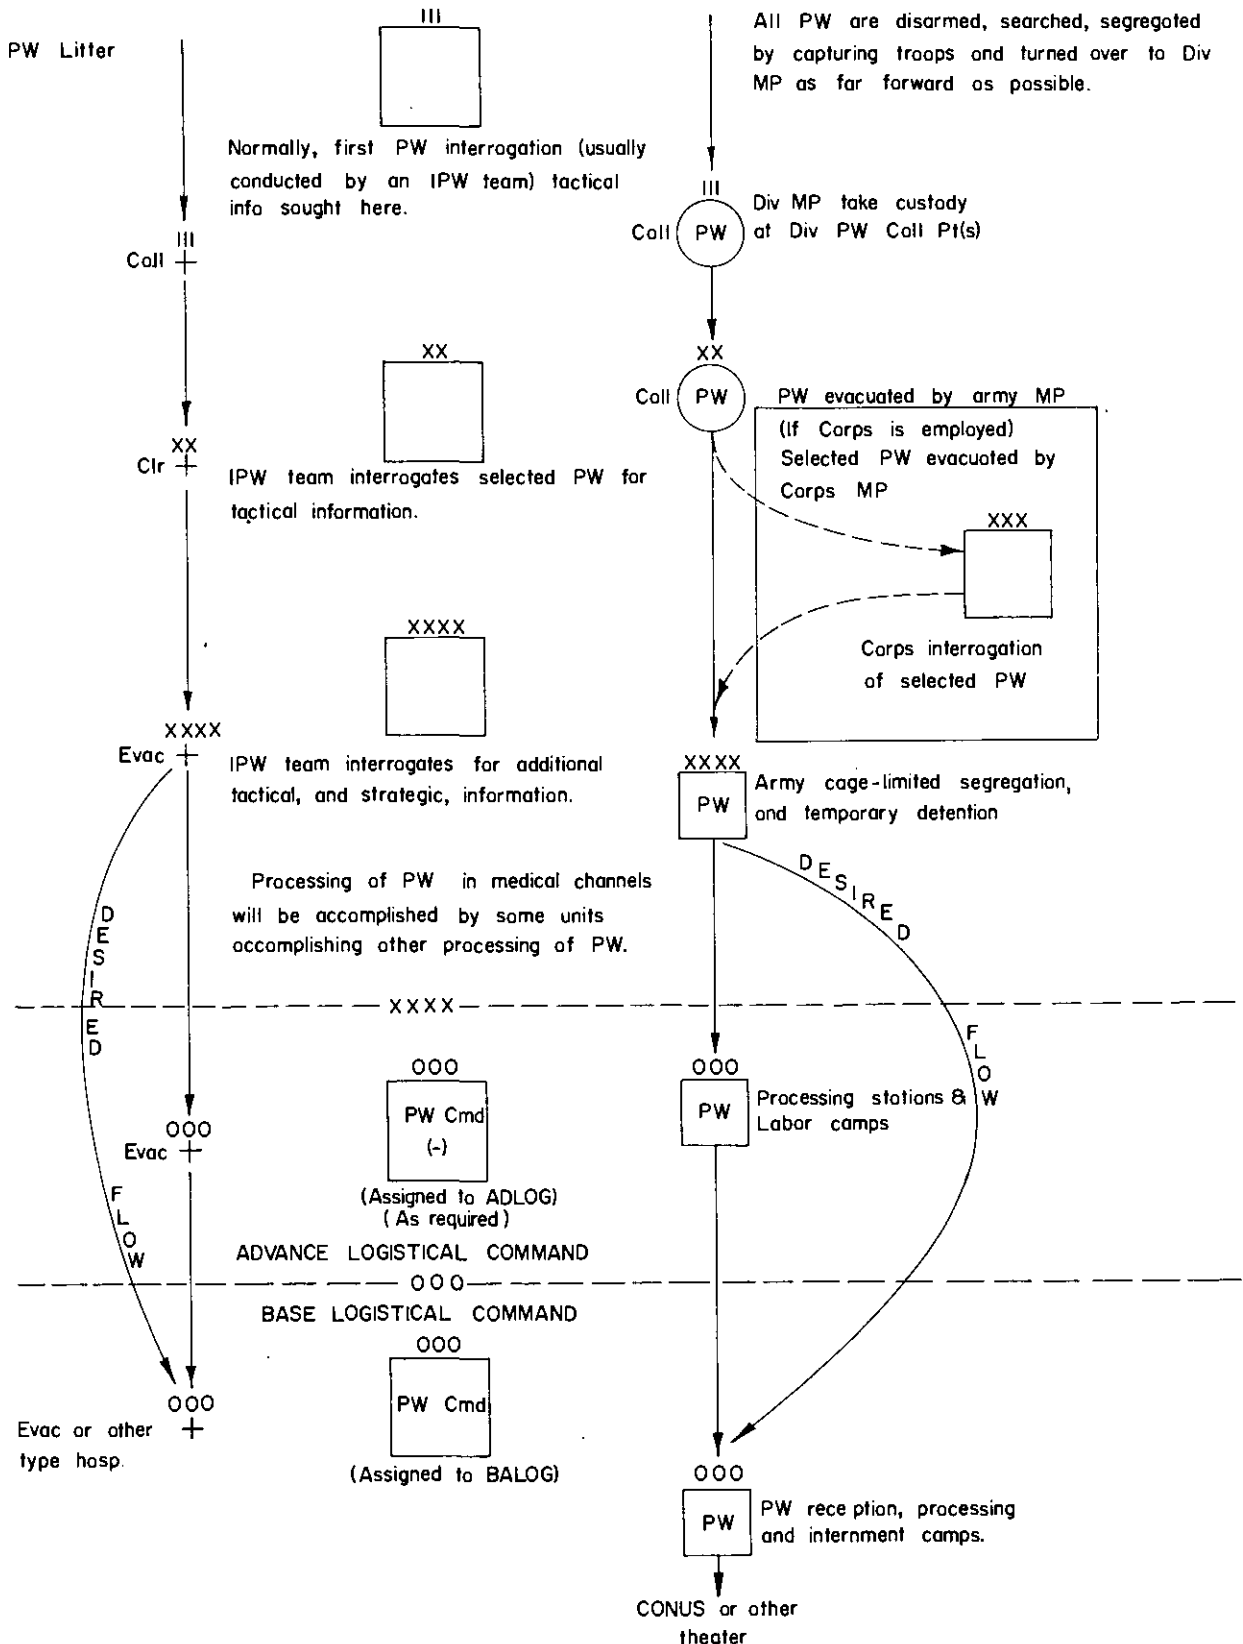 PW Litter
III
Normally, first PW interrogation (usually
conducted by an IPW team) tactical
info sought here.
III
Coll
XX
XX
Clr
IPW team interrogates selected PW for
tactical information.
XXXX
XXXX
Evac
IPW team interrogates for additional
tactical, and strategic, information.
Processing of PW in medical channels
will be accomplished by same units
accomplishing other processing of PW.
DESIRED
FLOW
All PW are disarmed, searched, segregated
by capturing troops and turned over to Div
MP as far forward as possible.
III
Coll
PW
Div MP take custody
at Div PW Coll Pt(s)
XX
Coll
PW
PW evacuated by army MP
(If Corps is employed)
Selected PW evacuated by
Corps MP
XXX
Corps interrogation
of selected PW
XXXX
PW
Army cage-limited segregation,
and temporary detention
DESIRED
FLOW
XXXX
OOO
Evac
OOO
PW Cmd
(-)
(Assigned to ADLOG)
(As required)
OOO
PW
Processing stations &
Labor camps
ADVANCE LOGISTICAL COMMAND
OOO
BASE LOGISTICAL COMMAND
OOO
Evac or other
type hosp.
OOO
PW Cmd
(Assigned to BALOG)
OOO
PW
PW reception, processing
and internment camps.
CONUS or other
theater